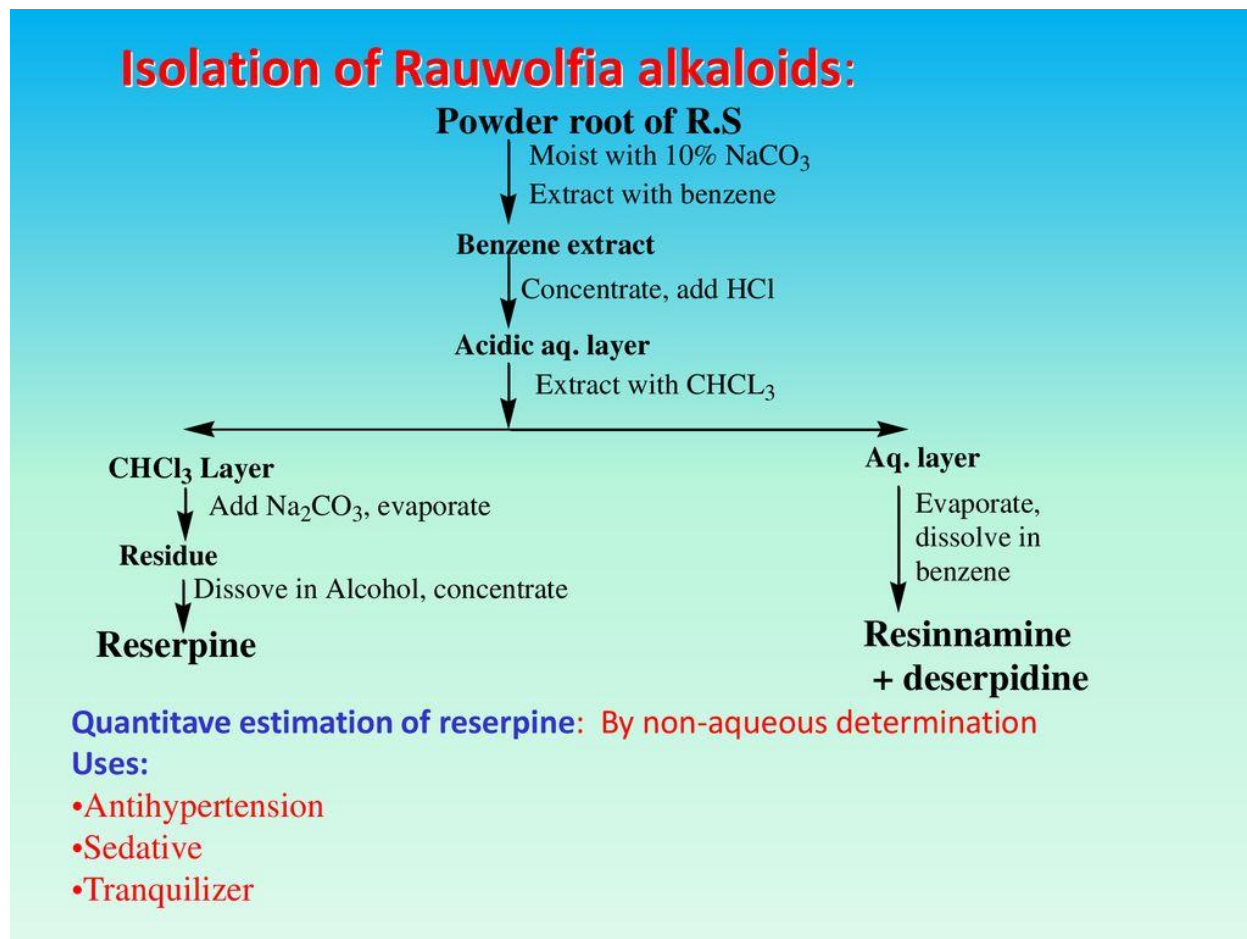 Isolation of Rauwolfia alkaloids:
Powder root of R.S
Moist with 10% NaCO3
Extract with benzene
Benzene extract
Concentrate, add HCl
Acidic aq. layer
Extract with CHCL3
CHCl3 Layer
Add Na2CO3, evaporate
Residue
Dissove in Alcohol, concentrate
Reserpine
Aq. layer
Evaporate,
dissolve in
benzene
Resinnamine
+ deserpidine
Quantitave estimation of reserpine: By non-aqueous determination
Uses:
•Antihypertension
•Sedative
•Tranquilizer